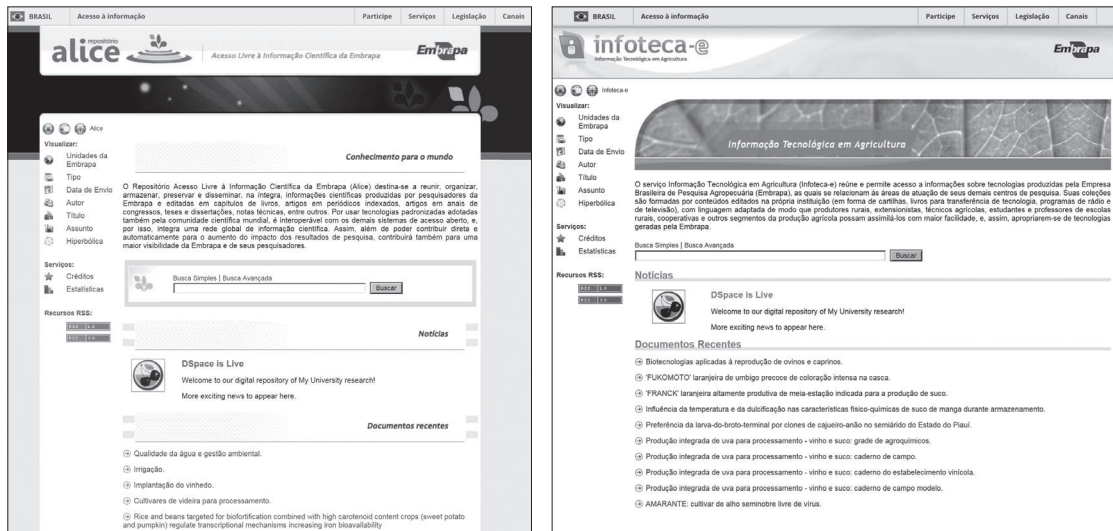 BRASIL Acesso à informação Participe Serviços Legislação Canais
repositório
alice
Acesso Livre à Informação Científica da Embrapa
Embrapa
Alice
Visualizar:
Unidades da
Embrapa
Tipo
Data de Envio
Autor
Título
Assunto
Hiperbólica
Serviços:
Créditos
Estatísticas
Recursos RSS:
Conhecimento para o mundo
O Repositório Acesso Livre à Informação Científica da Embrapa (Alice) destina-se a reunir, organizar,
armazenar, preservar e disseminar, na íntegra, informações científicas produzidas por pesquisadores da
Embrapa e editadas em capítulos de livros, artigos em periódicos indexados, artigos em anais de
congressos, teses e dissertações, notas técnicas, entre outros. Por usar tecnologias padronizadas adotadas
também pela comunidade científica mundial, é interoperável com os demais sistemas de acesso aberto, e,
por isso, integra uma rede global de informação científica. Assim, além de poder contribuir direta e
automaticamente para o aumento do impacto dos resultados de pesquisa, contribuirá também para uma
maior visibilidade da Embrapa e de seus pesquisadores.
Busca Simples | Busca Avançada
Buscar
Notícias
DSpace is Live
Welcome to our digital repository of My University research!
More exciting news to appear here.
Documentos recentes
Qualidade da água e gestão ambiental.
Irrigação.
Implantação do vinhedo.
Cultivares de videira para processamento.
Rice and beans targeted for biofortification combined with high carotenoid content crops (sweet potato
and pumpkin) regulate transcriptional mechanisms increasing iron bioavailability
BRASIL Acesso à informação Participe Serviços Legislação Canais
infoteca-e
Informação Tecnológica em Agricultura
Embrapa
Infoteca-e
Visualizar:
Unidades da
Embrapa
Tipo
Data de Envio
Autor
Título
Assunto
Hiperbólica
Serviços:
Créditos
Estatísticas
Recursos RSS:
Informação Tecnológica em Agricultura
O serviço Informação Tecnológica em Agricultura (Infoteca-e) reúne e permite acesso a informações sobre tecnologias produzidas pela Empresa
Brasileira de Pesquisa Agropecuária (Embrapa), as quais se relacionam às áreas de atuação de seus demais centros de pesquisa. Suas coleções
são formadas por conteúdos editados na própria instituição (em forma de cartilhas, livros para transferência de tecnologia, programas de rádio e
de televisão), com linguagem adaptada de modo que produtores rurais, extensionistas, técnicos agrícolas, estudantes e professores de escolas
rurais, cooperativas e outros segmentos da produção agrícola possam assimilá-los com maior facilidade, e, assim, apropriarem-se de tecnologias
geradas pela Embrapa.
Busca Simples | Busca Avançada
Buscar
Notícias
DSpace is Live
Welcome to our digital repository of My University research!
More exciting news to appear here.
Documentos Recentes
Biotecnologias aplicadas à reprodução de ovinos e caprinos.
'FUKOMOTO' laranjeira de umbigo precoce de coloração intensa na casca.
'FRANCK' laranjeira altamente produtiva de meia-estação indicada para a produção de suco.
Influência da temperatura e da dulcificação nas características físico-químicas de suco de manga durante armazenamento.
Preferência da larva-do-broto-terminal por clones de cajueiro-anão no semiárido do Estado do Piauí.
Produção integrada de uva para processamento - vinho e suco: grade de agroquímicos.
Produção integrada de uva para processamento - vinho e suco: caderno de campo.
Produção integrada de uva para processamento - vinho e suco: caderno do estabelecimento vinícola.
Produção integrada de uva para processamento - vinho e suco: caderno de campo modelo.
AMARANTE: cultivar de alho seminobre livre de vírus.